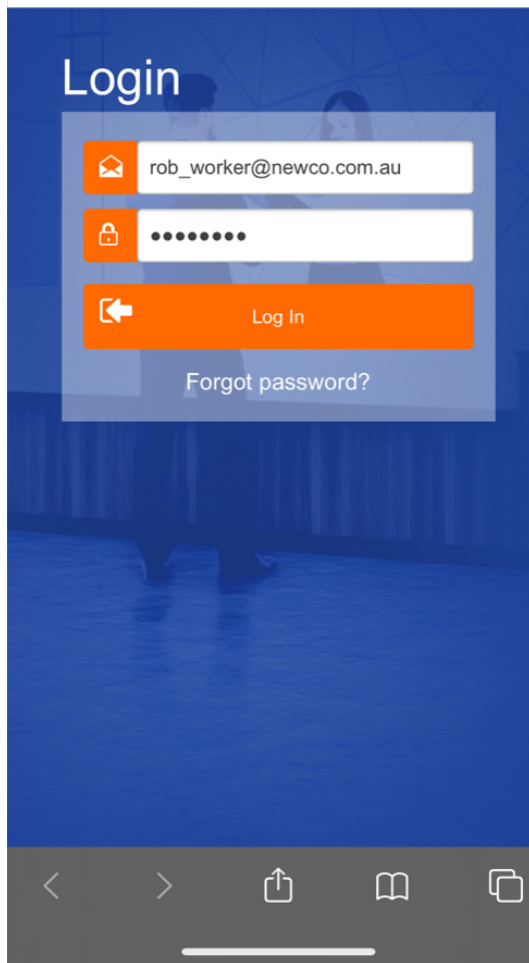 Login
rob_worker@newco.com.au
••••••••
Log In
Forgot password?